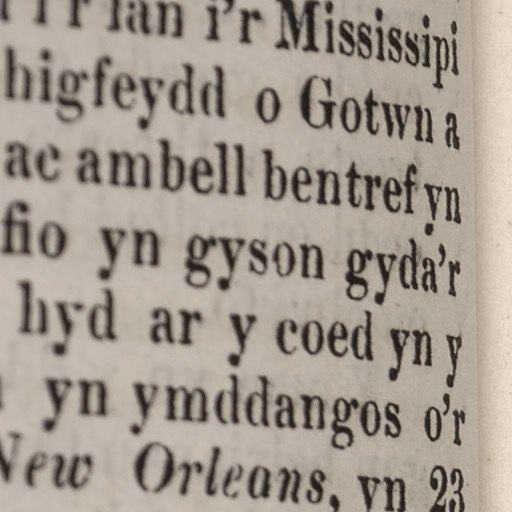 i'r lan i'r Mississipi
higfeydd o Gotwn a
ac ambell bentref yn
fio yn gyson gyda'r
hyd ar y coed yn y
yn ymddangos o'r
New Orleans, yn 23